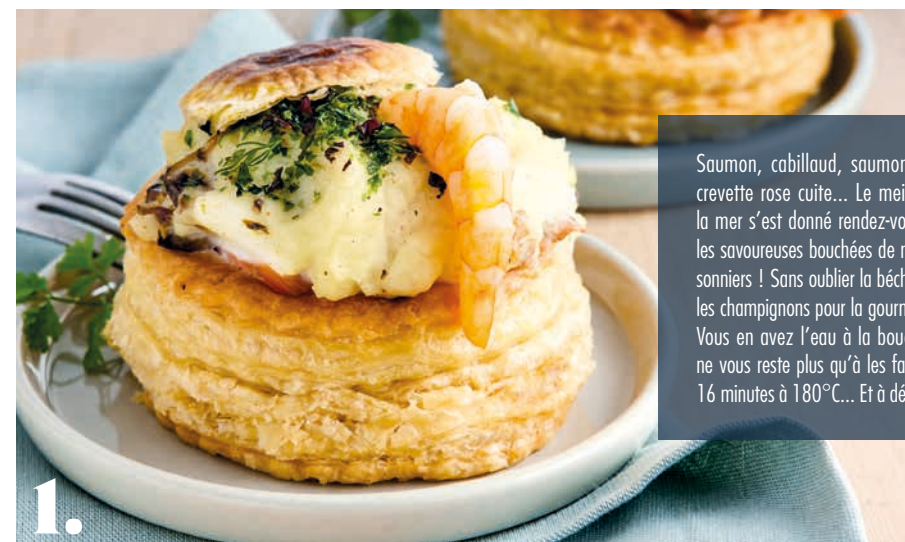 Saumon, cabillaud, saumon
crevette rose cuite... Le mei
la mer s'est donné rendez-vo
les savoureuses bouchées de
sonniers ! Sans oublier la béch
les champignons pour la gourm
Vous en avez l'eau à la bou
ne vous reste plus qu'à les fa
16 minutes à 180°C... Et à dé
1.